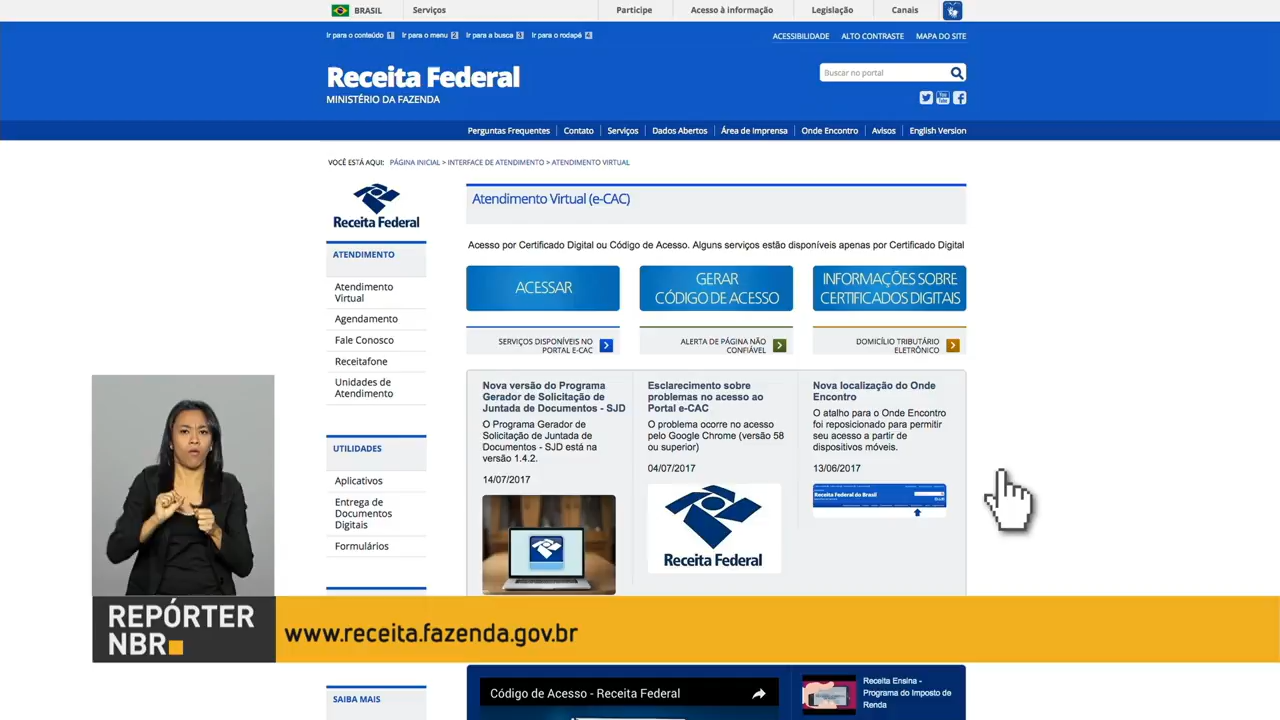 BRASIL
Serviços
Participe
Acesso à informação
Legislação
Canais
Ir para o conteúdo 1
Ir para o menu 2
Ir para a busca 3
Ir para o rodapé 4
ACESSIBILIDADE
ALTO CONTRASTE
MAPA DO SITE
Receita Federal
MINISTÉRIO DA FAZENDA
Buscar no portal
You
Tube
Perguntas Frequentes
Contato
Serviços
Dados Abertos
Área de Imprensa
Onde Encontro
Avisos
English Version
VOCÊ ESTÁ AQUI: PÁGINA INICIAL > INTERFACE DE ATENDIMENTO > ATENDIMENTO VIRTUAL
Receita Federal
ATENDIMENTO
Atendimento
Virtual
Agendamento
Fale Conosco
Receitafone
Unidades de
Atendimento
UTILIDADES
Aplicativos
Entrega de
Documentos
Digitais
Formulários
SAIBA MAIS
Atendimento Virtual (e-CAC)
Acesso por Certificado Digital ou Código de Acesso. Alguns serviços estão disponíveis apenas por Certificado Digital
ACESSAR
GERAR
CÓDIGO DE ACESSO
INFORMAÇÕES SOBRE
CERTIFICADOS DIGITAIS
SERVIÇOS DISPONÍVEIS NO
PORTAL E-CAC
ALERTA DE PÁGINA NÃO
CONFIÁVEL
DOMICÍLIO TRIBUTÁRIO
ELETRÔNICO
Nova versão do Programa
Gerador de Solicitação de
Juntada de Documentos - SJD
O Programa Gerador de
Solicitação de Juntada de
Documentos - SJD está na
versão 1.4.2.
14/07/2017
Esclarecimento sobre
problemas no acesso ao
Portal e-CAC
O problema ocorre no acesso
pelo Google Chrome (versão 58
ou superior)
04/07/2017
Receita Federal
Nova localização do Onde
Encontro
O atalho para o Onde Encontro
foi reposicionado para permitir
seu acesso a partir de
dispositivos móveis.
13/06/2017
Receita Federal do Brasil
REPÓRTER
NBR
www.receita.fazenda.gov.br
Código de Acesso - Receita Federal
Receita Ensina -
Programa do Imposto de
Renda